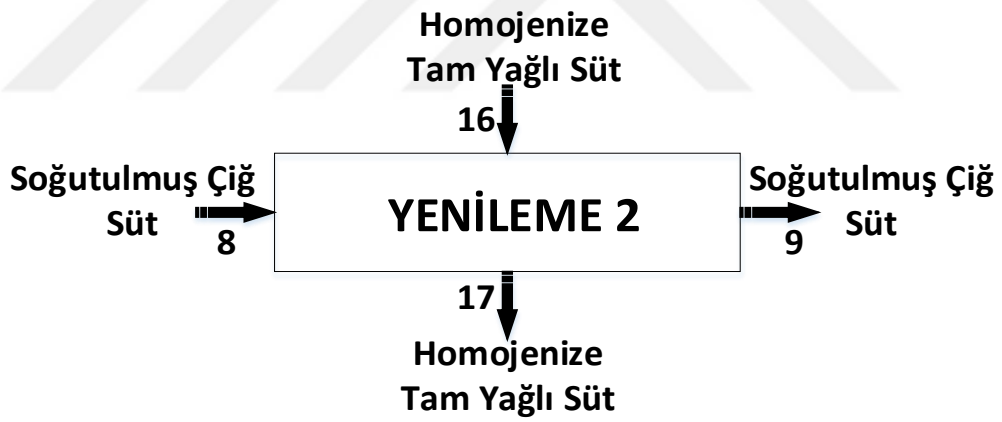 Homojenize
Tam Yağlı Süt
16
Soğutulmuş Çiğ
Süt
8
YENİLEME 2
Soğutulmuş Çiğ
Süt
9
17
Homojenize
Tam Yağlı Süt